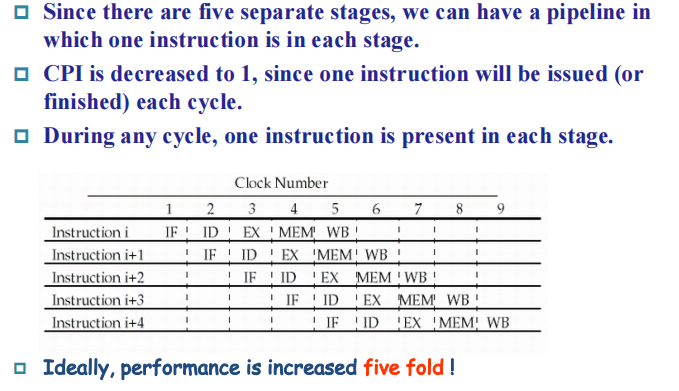 Since there are five separate stages, we can have a pipeline in
which one instruction is in each stage.
CPI is decreased to 1, since one instruction will be issued (or
finished) each cycle.
During any cycle, one instruction is present in each stage.
Clock Number
1 2 3 4 5 6 7 8 9
Instruction i IF ID EX MEM WB
Instruction i+1 IF ID EX MEM WB
Instruction i+2 IF ID EX MEM WB
Instruction i+3 IF ID EX MEM WB
Instruction i+4 IF ID EX MEM WB
Ideally, performance is increased five fold !